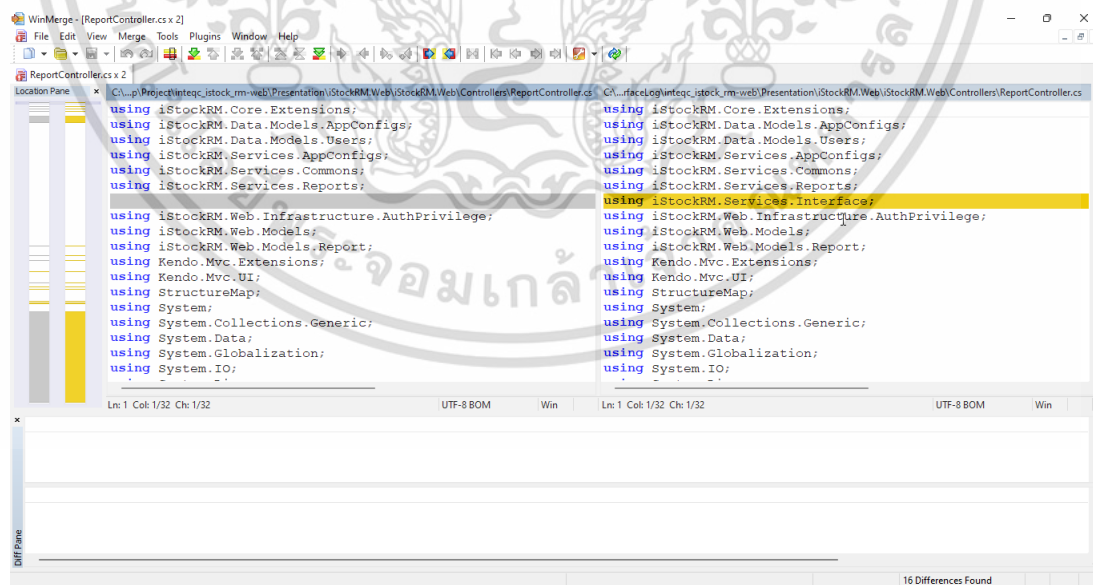 WinMerge - [ReportController.cs x 2]
File Edit View Merge Tools Plugins Window Help
ReportController.cs x 2
Location Pane
C:\...p\Project\inteqc_istock_rm-web\Presentation\iStockRM.Web\iStockRM.Web\Controllers\ReportController.cs C:\...rfaceLog\inteqc_istock_rm-web\Presentation\iStockRM.Web\iStockRM.Web\Controllers\ReportController.cs
using iStockRM.Core.Extensions; using iStockRM.Core.Extensions;
using iStockRM.Data.Models.AppConfigs; using iStockRM.Data.Models.AppConfigs;
using iStockRM.Data.Models.Users; using iStockRM.Data.Models.Users;
using iStockRM.Services.AppConfigs; using iStockRM.Services.AppConfigs;
using iStockRM.Services.Commons; using iStockRM.Services.Commons;
using iStockRM.Services.Reports; using iStockRM.Services.Reports;
using iStockRM.Services.Interface;
using iStockRM.Web.Infrastructure.AuthPrivilege; using iStockRM.Web.Infrastructure.AuthPrivilege;
using iStockRM.Web.Models; using iStockRM.Web.Models;
using iStockRM.Web.Models.Report; using iStockRM.Web.Models.Report;
using Kendo.Mvc.Extensions; using Kendo.Mvc.Extensions;
using Kendo.Mvc.UI; using Kendo.Mvc.UI;
using StructureMap; using StructureMap;
using System; using System;
using System.Collections.Generic; using System.Collections.Generic;
using System.Data; using System.Data;
using System.Globalization; using System.Globalization;
using System.IO; using System.IO;
Ln: 1 Col: 1/32 Ch: 1/32 UTF-8 BOM Win Ln: 1 Col: 1/32 Ch: 1/32 UTF-8 BOM Win
Diff Pane
16 Differences Found